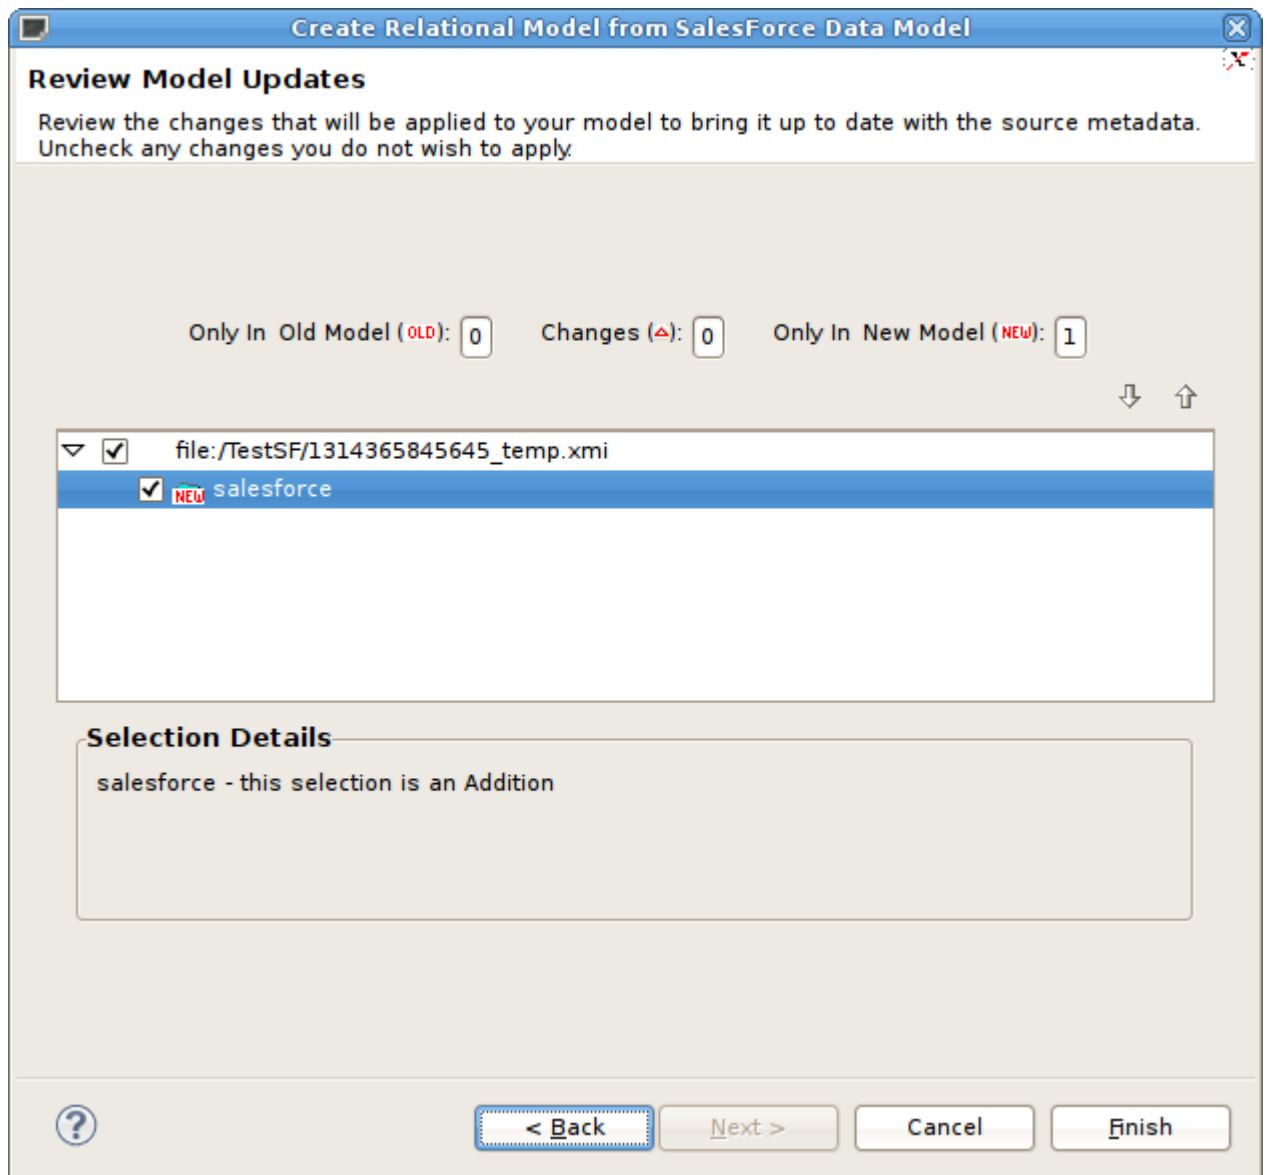 Create Relational Model from SalesForce Data Model
Review Model Updates
Review the changes that will be applied to your model to bring it up to date with the source metadata.
Uncheck any changes you do not wish to apply.
Only In Old Model (OLD): 0 Changes (△): 0 Only In New Model (NEW): 1
file:/TestSF/1314365845645_temp.xmi
NEW salesforce
Selection Details
salesforce - this selection is an Addition
? < Back Next > Cancel Finish